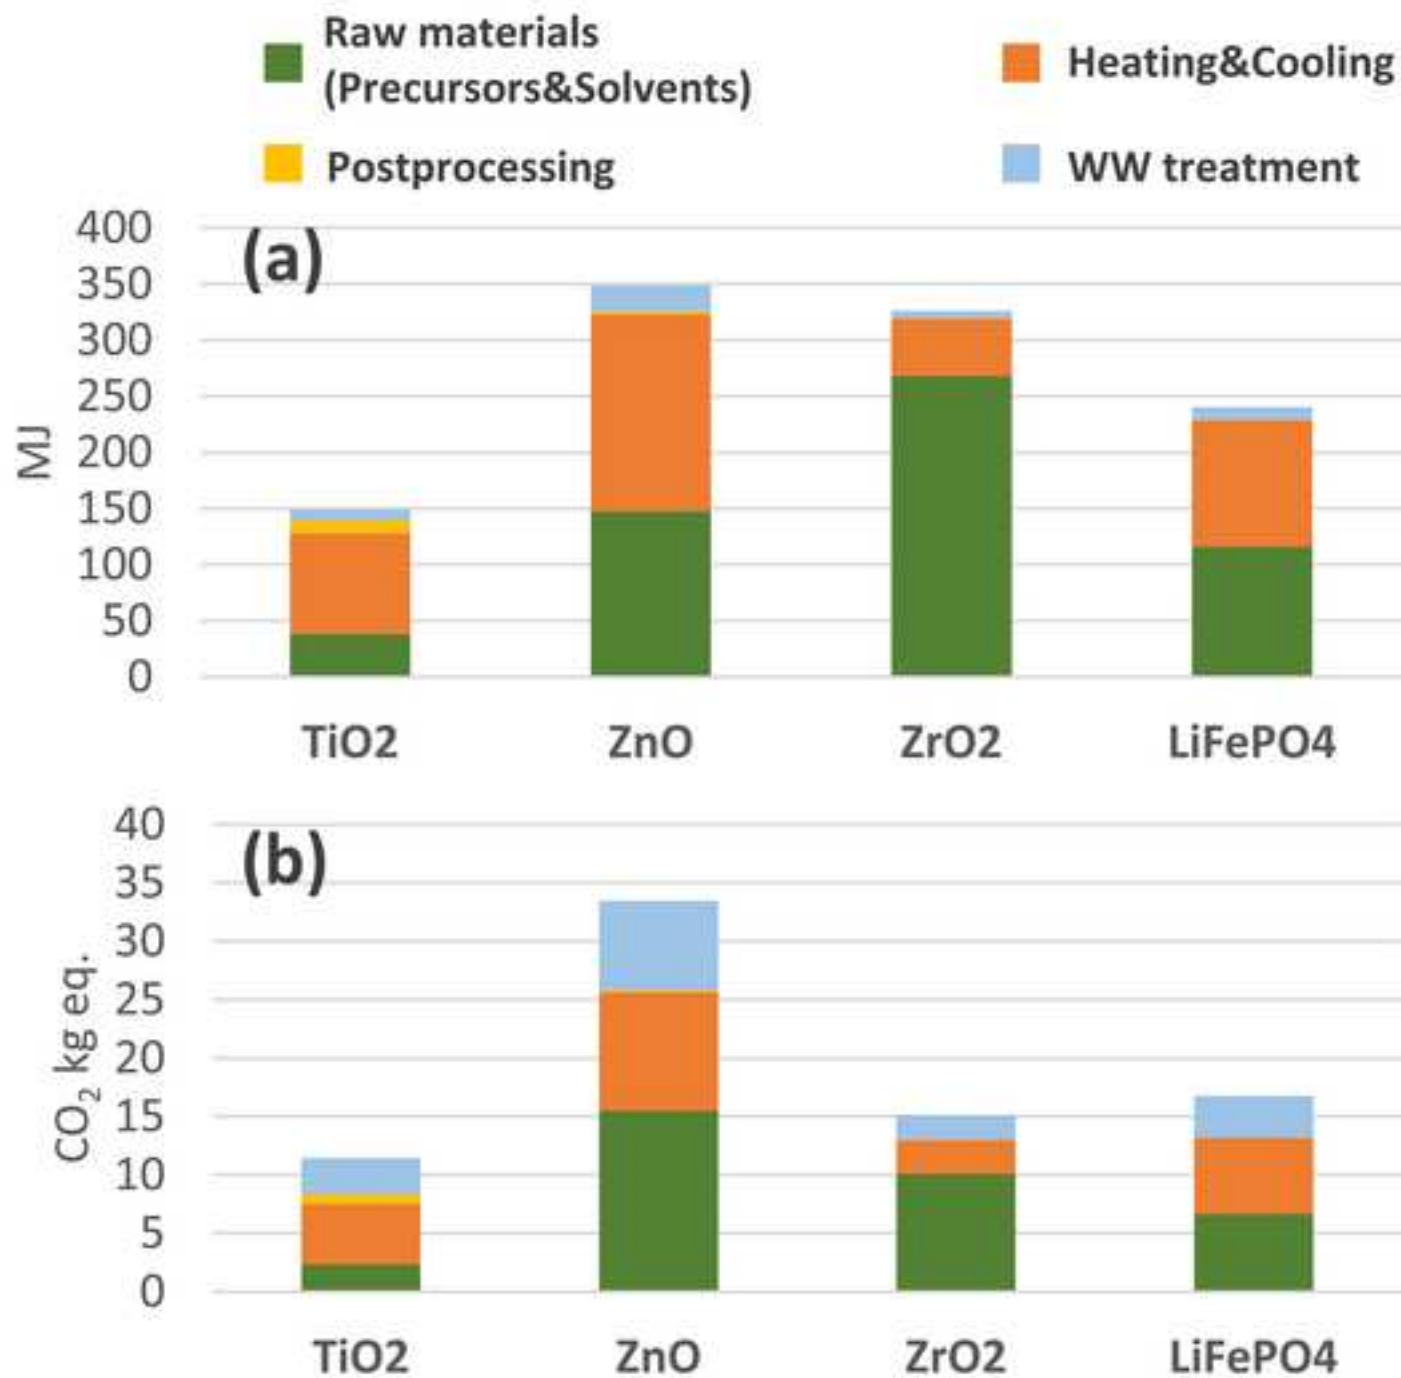 Raw materials
(Precursors&Solvents)
Heating&Cooling
Postprocessing
WW treatment
(a)
MJ
400
350
300
250
200
150
100
50
0
TiO2 ZnO ZrO2 LiFePO4
(b)
CO₂ kg eq.
40
35
30
25
20
15
10
5
0
TiO2 ZnO ZrO2 LiFePO4